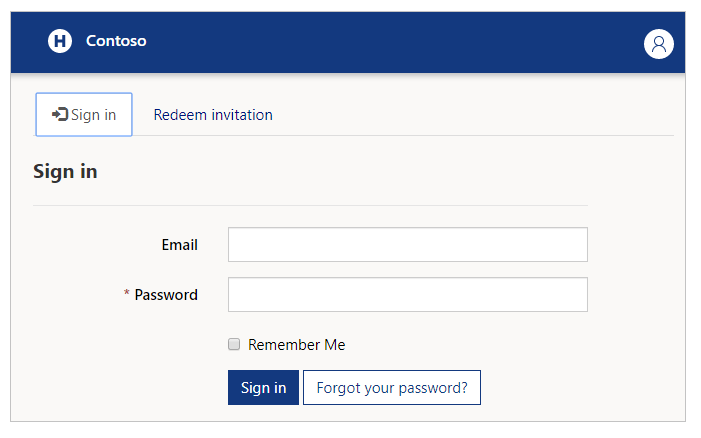 H Contoso
Sign in Redeem invitation
Sign in
Email
* Password
Remember Me
Sign in Forgot your password?